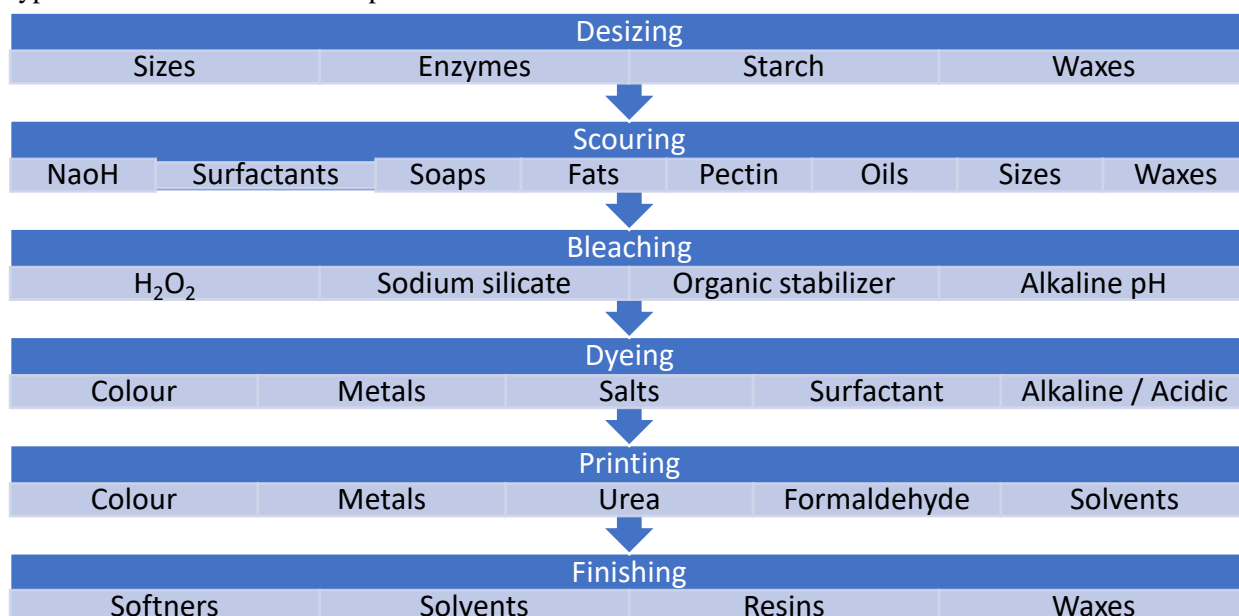 Desizing
Sizes Enzymes Starch Waxes
Scouring
NaoH Surfactants Soaps Fats Pectin Oils Sizes Waxes
Bleaching
H₂O₂ Sodium silicate Organic stabilizer Alkaline pH
Dyeing
Colour Metals Salts Surfactant Alkaline / Acidic
Printing
Colour Metals Urea Formaldehyde Solvents
Finishing
Softners Solvents Resins Waxes